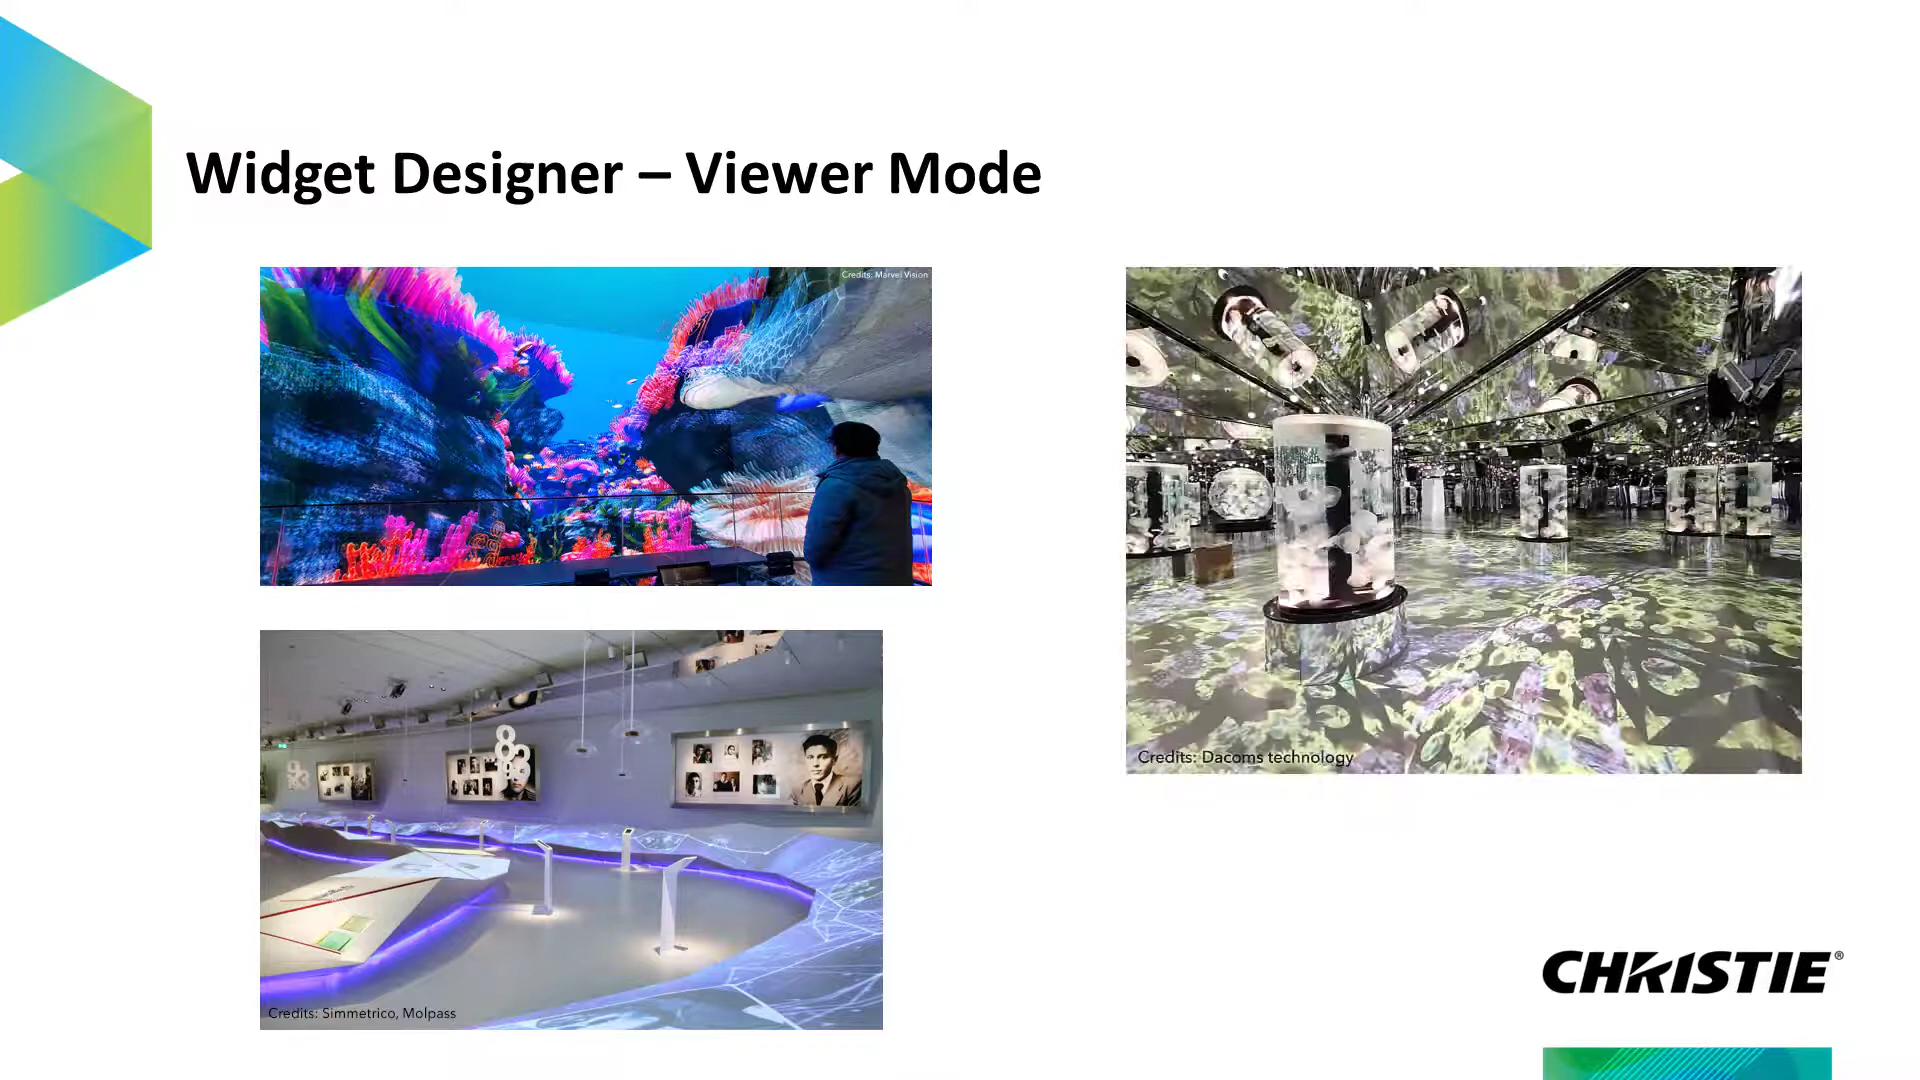 Widget Designer – Viewer Mode
Credits: Marvel Vision
Credits: Dacoms technology
Credits: Simmetrico, Molpass
CHRISTIE®